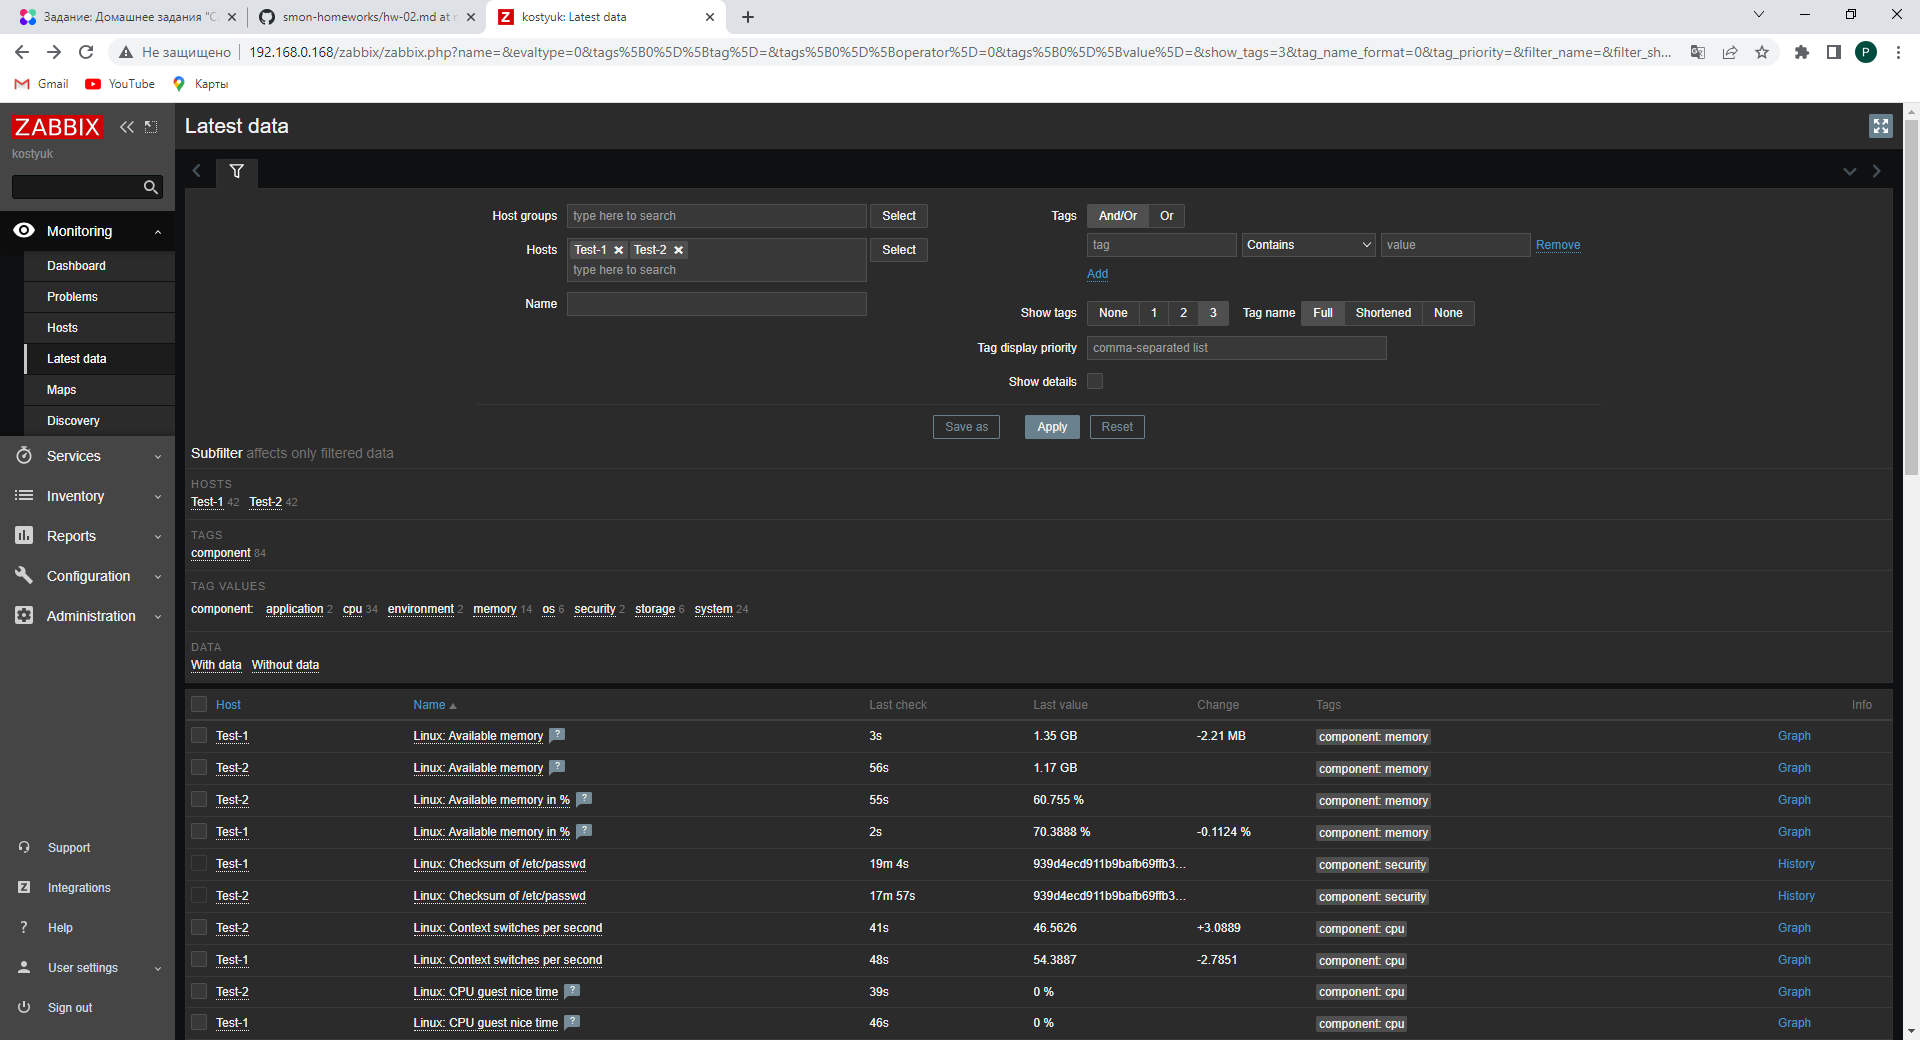 Задание: Домашнее задания "С
smon-homeworks/hw-02.md at
kostyuk: Latest data
Не защищено
192.168.0.168/zabbix/zabbix.php?name=&evaltype=0&tags%5B0%5D%5Btag%5D=&tags%5B0%5D%5Boperator%5D=0&tags%5B0%5D%5Bvalue%5D=&show_tags=3&tag_name_format=0&tag_priority=&filter_name=&filter_sh...
P
Gmail YouTube Карты
ZABBIX
kostyuk
Monitoring
Dashboard
Problems
Hosts
Latest data
Maps
Discovery
Services
Inventory
Reports
Configuration
Administration
Support
Integrations
Help
User settings
Sign out
Latest data
Host groups type here to search Select
Hosts Test-1 Test-2 Select
type here to search
Name
Tags And/Or Or
tag Contains value Remove
Add
Show tags None 1 2 3 Tag name Full Shortened None
Tag display priority comma-separated list
Show details
Save as Apply Reset
Subfilter affects only filtered data
HOSTS
Test-1 42 Test-2 42
TAGS
component 84
TAG VALUES
component: application 2 cpu 34 environment 2 memory 14 os 6 security 2 storage 6 system 24
DATA
With data Without data
Host Name Last check Last value Change Tags Info
Test-1 Linux: Available memory ? 3s 1.35 GB -2.21 MB component: memory Graph
Test-2 Linux: Available memory ? 56s 1.17 GB component: memory Graph
Test-2 Linux: Available memory in % ? 55s 60.755 % component: memory Graph
Test-1 Linux: Available memory in % ? 2s 70.3888 % -0.1124 % component: memory Graph
Test-1 Linux: Checksum of /etc/passwd 19m 4s 939d4ecd911b9bafb69ffb3... component: security History
Test-2 Linux: Checksum of /etc/passwd 17m 57s 939d4ecd911b9bafb69ffb3... component: security History
Test-2 Linux: Context switches per second 41s 46.5626 +3.0889 component: cpu Graph
Test-1 Linux: Context switches per second 48s 54.3887 -2.7851 component: cpu Graph
Test-2 Linux: CPU guest nice time ? 39s 0 % component: cpu Graph
Test-1 Linux: CPU guest nice time ? 46s 0 % component: cpu Graph